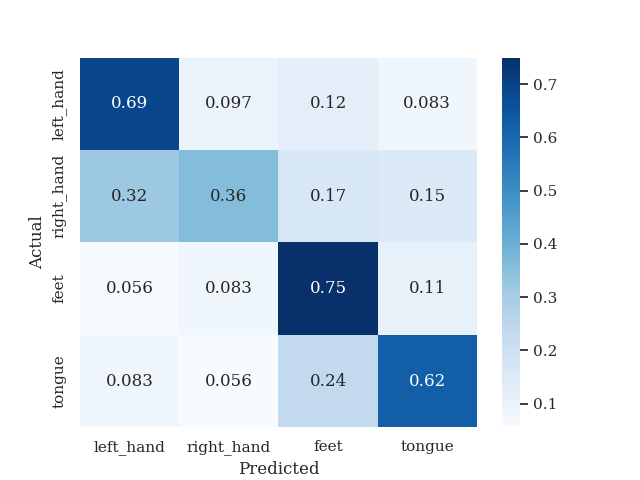 left_hand 0.69 0.097 0.12 0.083
right_hand 0.32 0.36 0.17 0.15
feet 0.056 0.083 0.75 0.11
tongue 0.083 0.056 0.24 0.62
left_hand right_hand feet tongue
Predicted
Actual
0.7
0.6
0.5
0.4
0.3
0.2
0.1